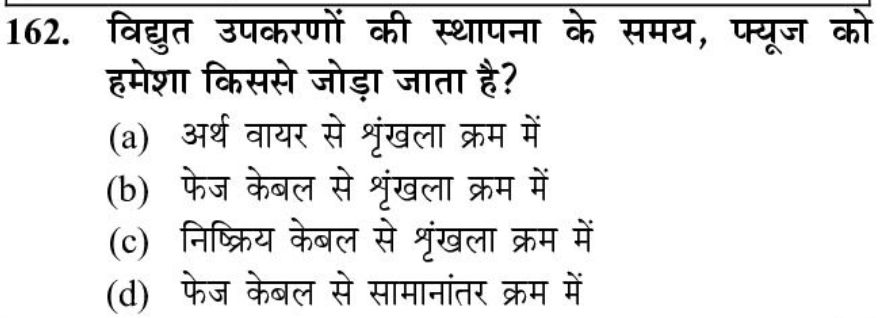 162. विद्युत उपकरणों की स्थापना के समय, फ्यूज को
हमेशा किससे जोड़ा जाता है?
(a) अर्थ वायर से शृंखला क्रम में
(b) फेज केबल से शृंखला क्रम में
(c) निष्क्रिय केबल से शृंखला क्रम में
(d) फेज केबल से सामानांतर क्रम में